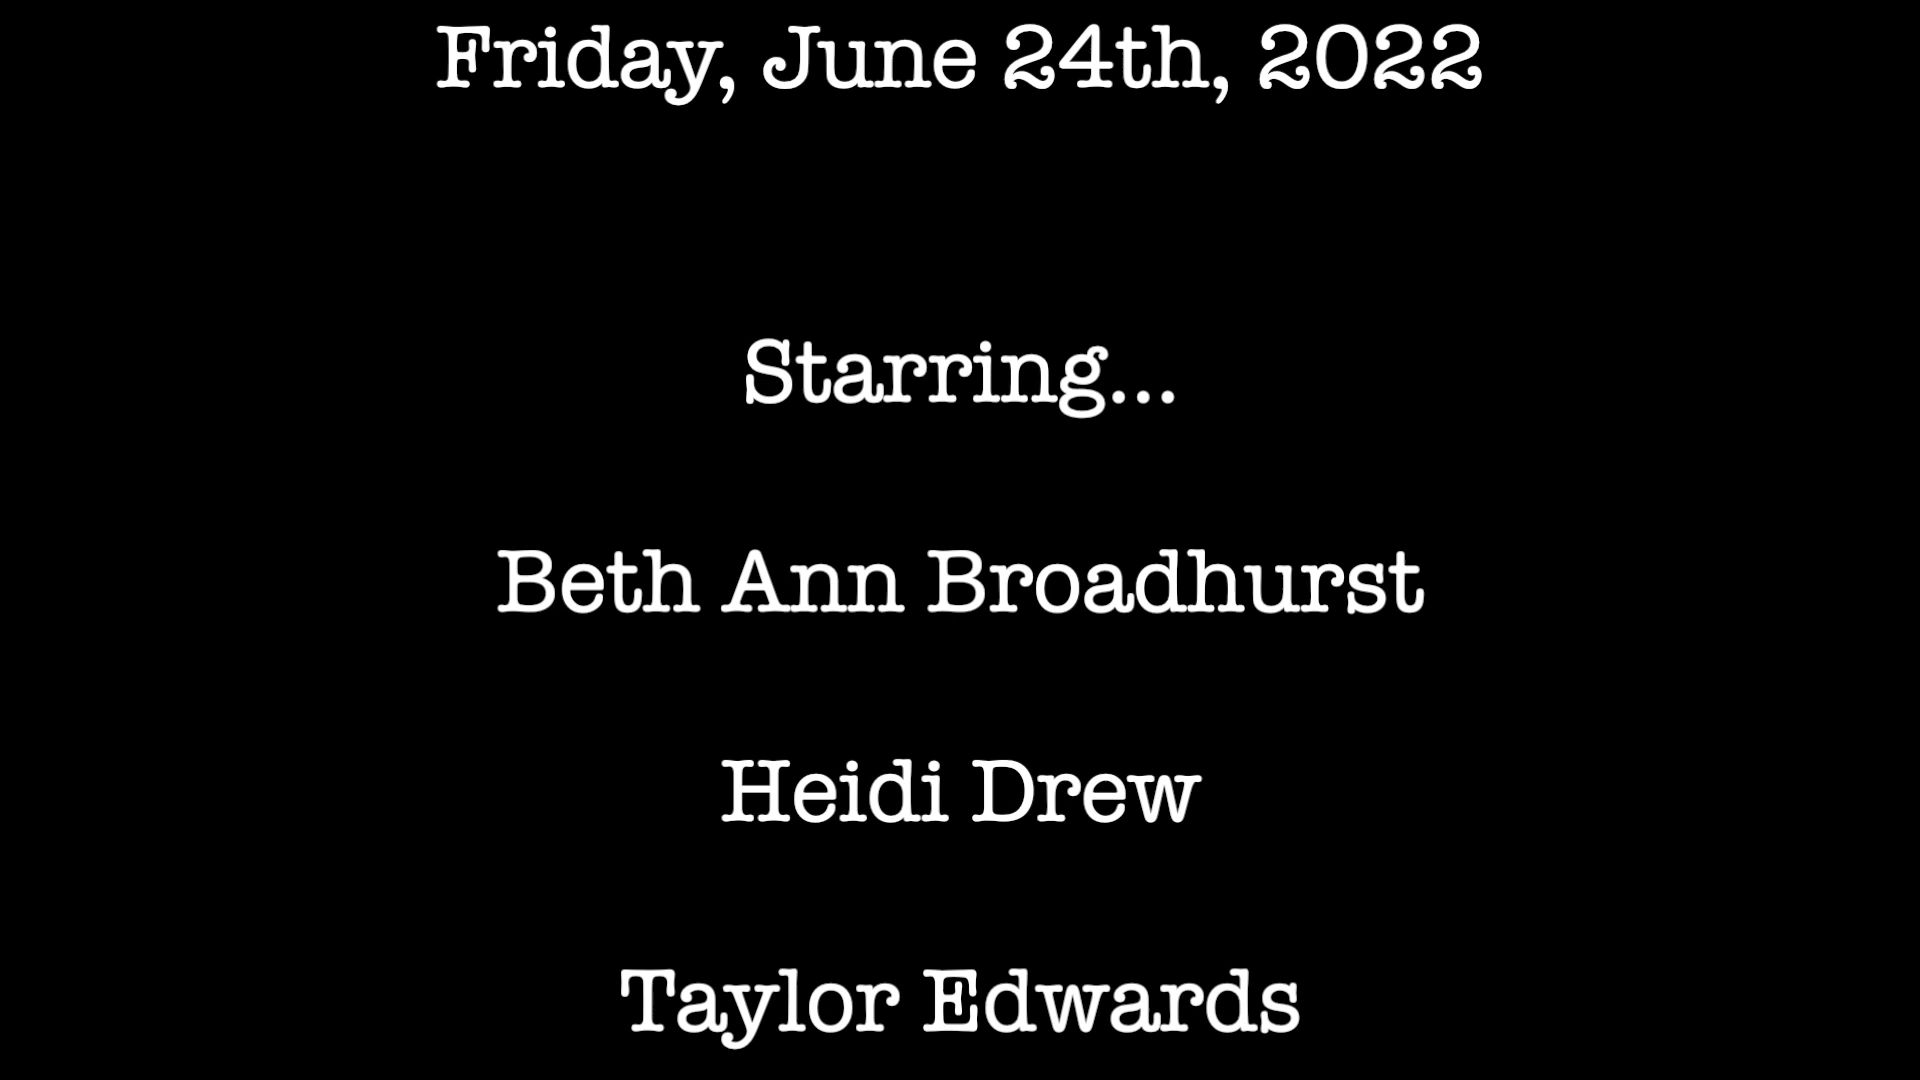 Friday, June 24th, 2022
Starring...
Beth Ann Broadhurst
Heidi Drew
Taylor Edwards